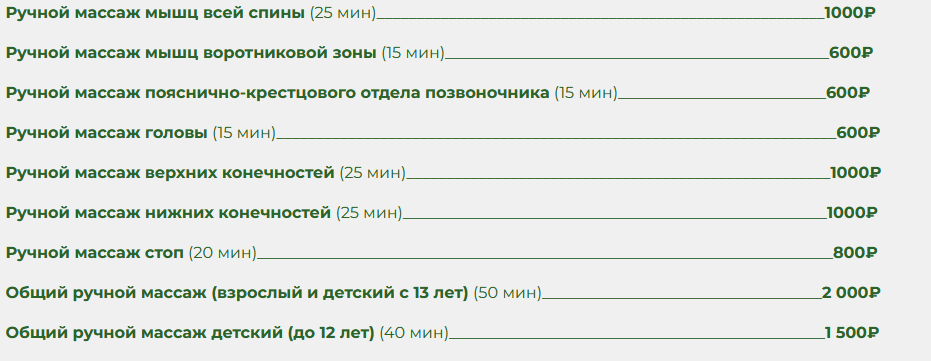 Ручной массаж мышц всей спины (25 мин)1000₽
Ручной массаж мышц воротниковой зоны (15 мин)600₽
Ручной массаж пояснично-крестцового отдела позвоночника (15 мин)600₽
Ручной массаж головы (15 мин)600₽
Ручной массаж верхних конечностей (25 мин)1000₽
Ручной массаж нижних конечностей (25 мин)1000₽
Ручной массаж стоп (20 мин)800₽
Общий ручной массаж (взрослый и детский с 13 лет) (50 мин)2 000₽
Общий ручной массаж детский (до 12 лет) (40 мин)1 500₽